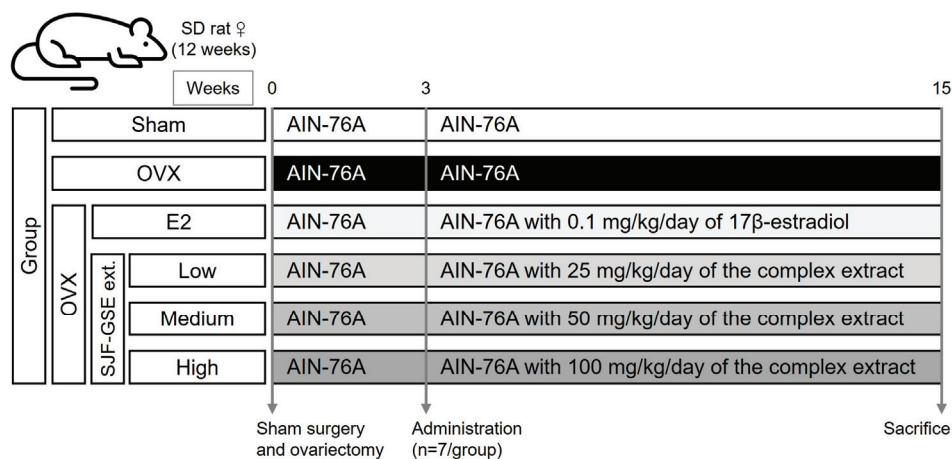 SD rat ♀
(12 weeks)
Weeks 0 3 15
Group
Sham AIN-76A AIN-76A
OVX AIN-76A AIN-76A
OVX
E2 AIN-76A AIN-76A with 0.1 mg/kg/day of 17β-estradiol
SJF-GSE ext.
Low AIN-76A AIN-76A with 25 mg/kg/day of the complex extract
Medium AIN-76A AIN-76A with 50 mg/kg/day of the complex extract
High AIN-76A AIN-76A with 100 mg/kg/day of the complex extract
Sham surgery
and ovariectomy
Administration
(n=7/group)
Sacrifice